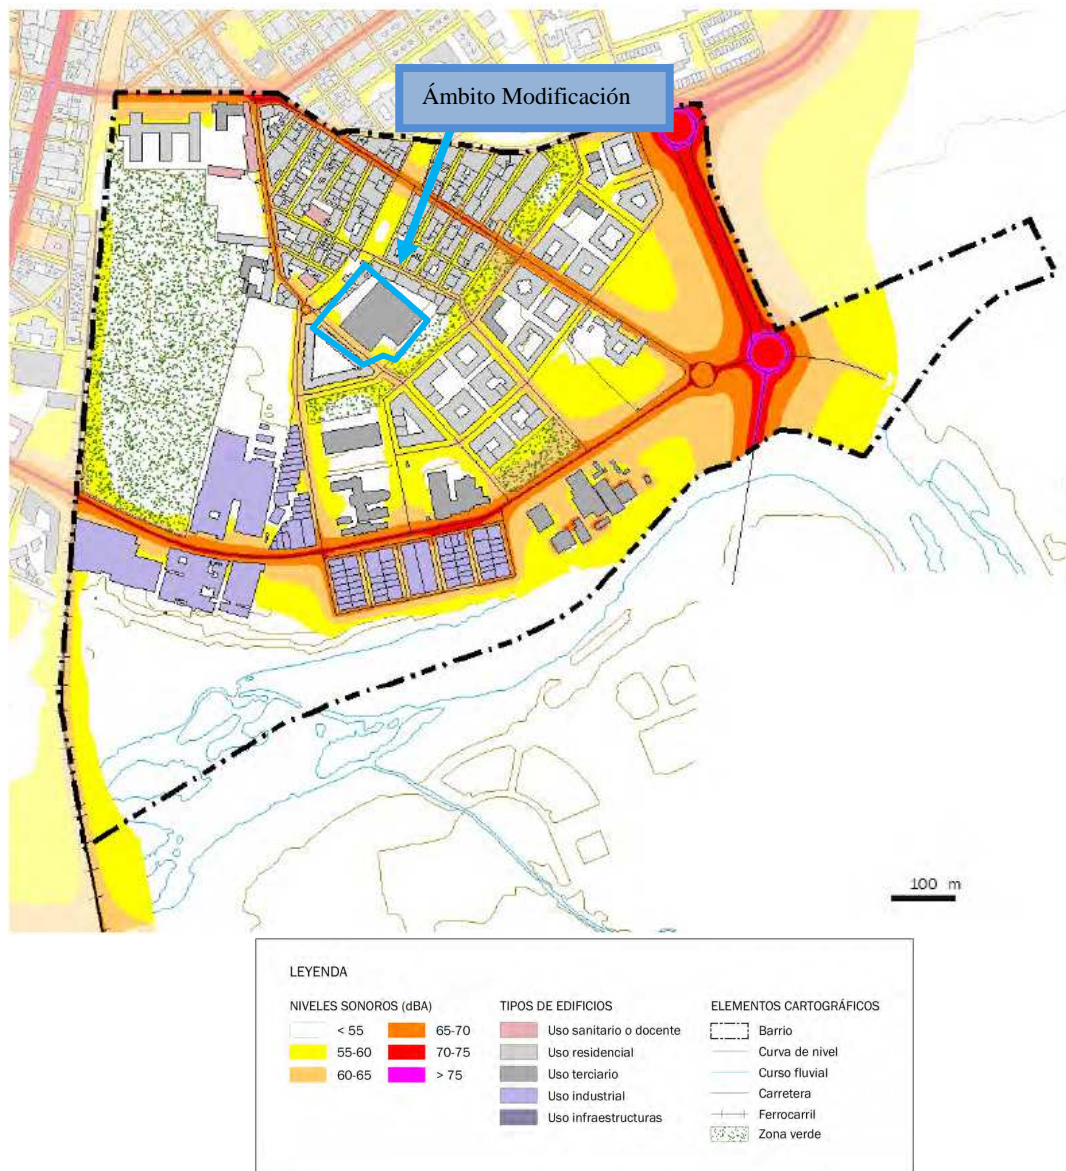 Ámbito Modificación
100 m
LEYENDA
NIVELES SONOROS (dBA)
< 55
55-60
60-65
65-70
70-75
> 75
TIPOS DE EDIFICIOS
Uso sanitario o docente
Uso residencial
Uso terciario
Uso industrial
Uso infraestructuras
ELEMENTOS CARTOGRÁFICOS
Barrio
Curva de nivel
Curso fluvial
Carretera
Ferrocarril
Zona verde